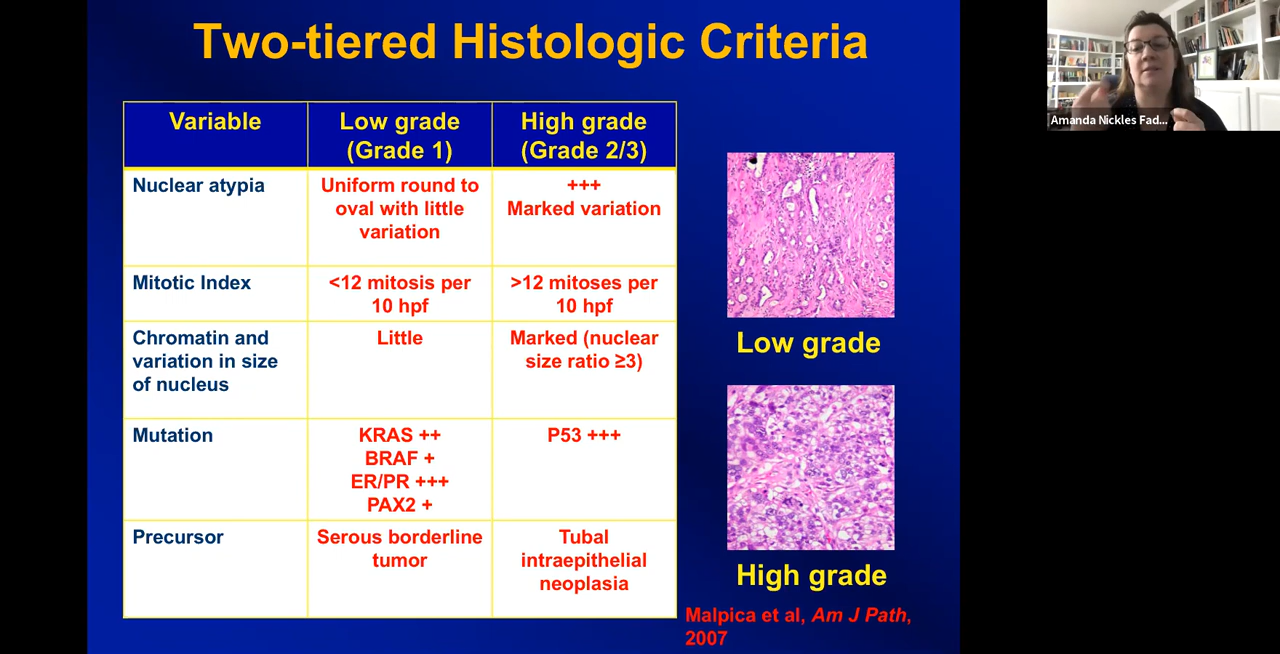 Two-tiered Histologic Criteria
Variable
Low grade
(Grade 1)
High grade
(Grade 2/3)
Nuclear atypia
Uniform round to
oval with little
variation
+++
Marked variation
Mitotic Index
<12 mitosis per
10 hpf
>12 mitoses per
10 hpf
Chromatin and
variation in size
of nucleus
Little
Marked (nuclear
size ratio ≥3)
Mutation
KRAS ++
BRAF +
ER/PR +++
PAX2 +
P53 +++
Precursor
Serous borderline
tumor
Tubal
intraepithelial
neoplasia
Low grade
High grade
Malpica et al, Am J Path,
2007
Amanda Nickles Fad...